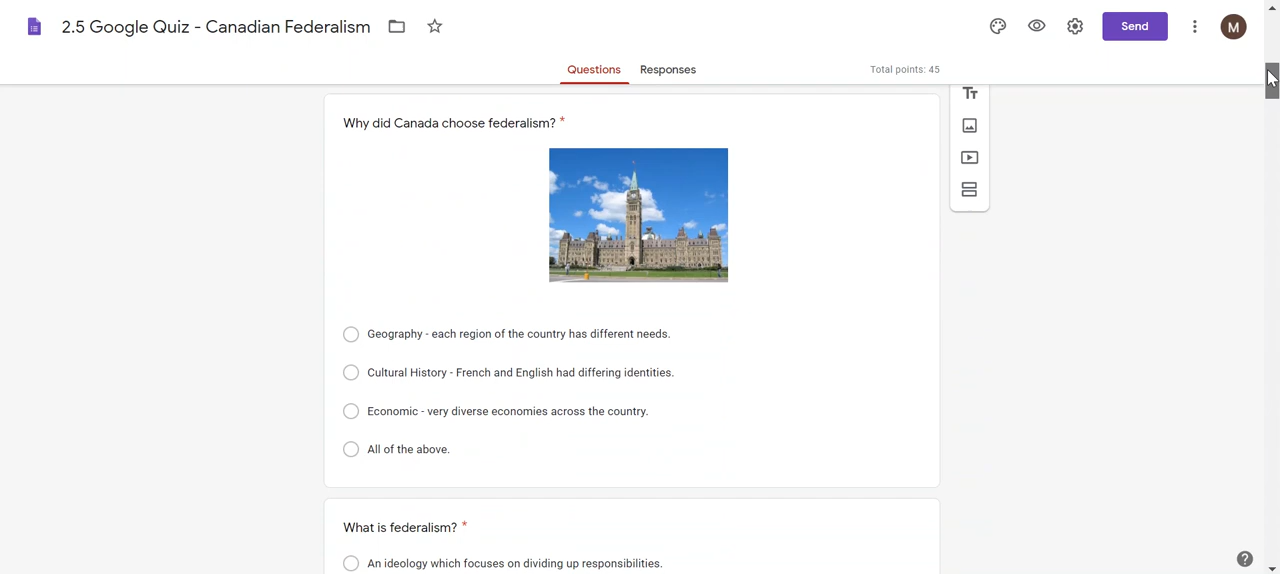 2.5 Google Quiz - Canadian Federalism
Send
M
Questions
Responses
Total points: 45
Tт
Why did Canada choose federalism? *
Geography - each region of the country has different needs.
Cultural History - French and English had differing identities.
Economic - very diverse economies across the country.
All of the above.
What is federalism? *
An ideology which focuses on dividing up responsibilities.